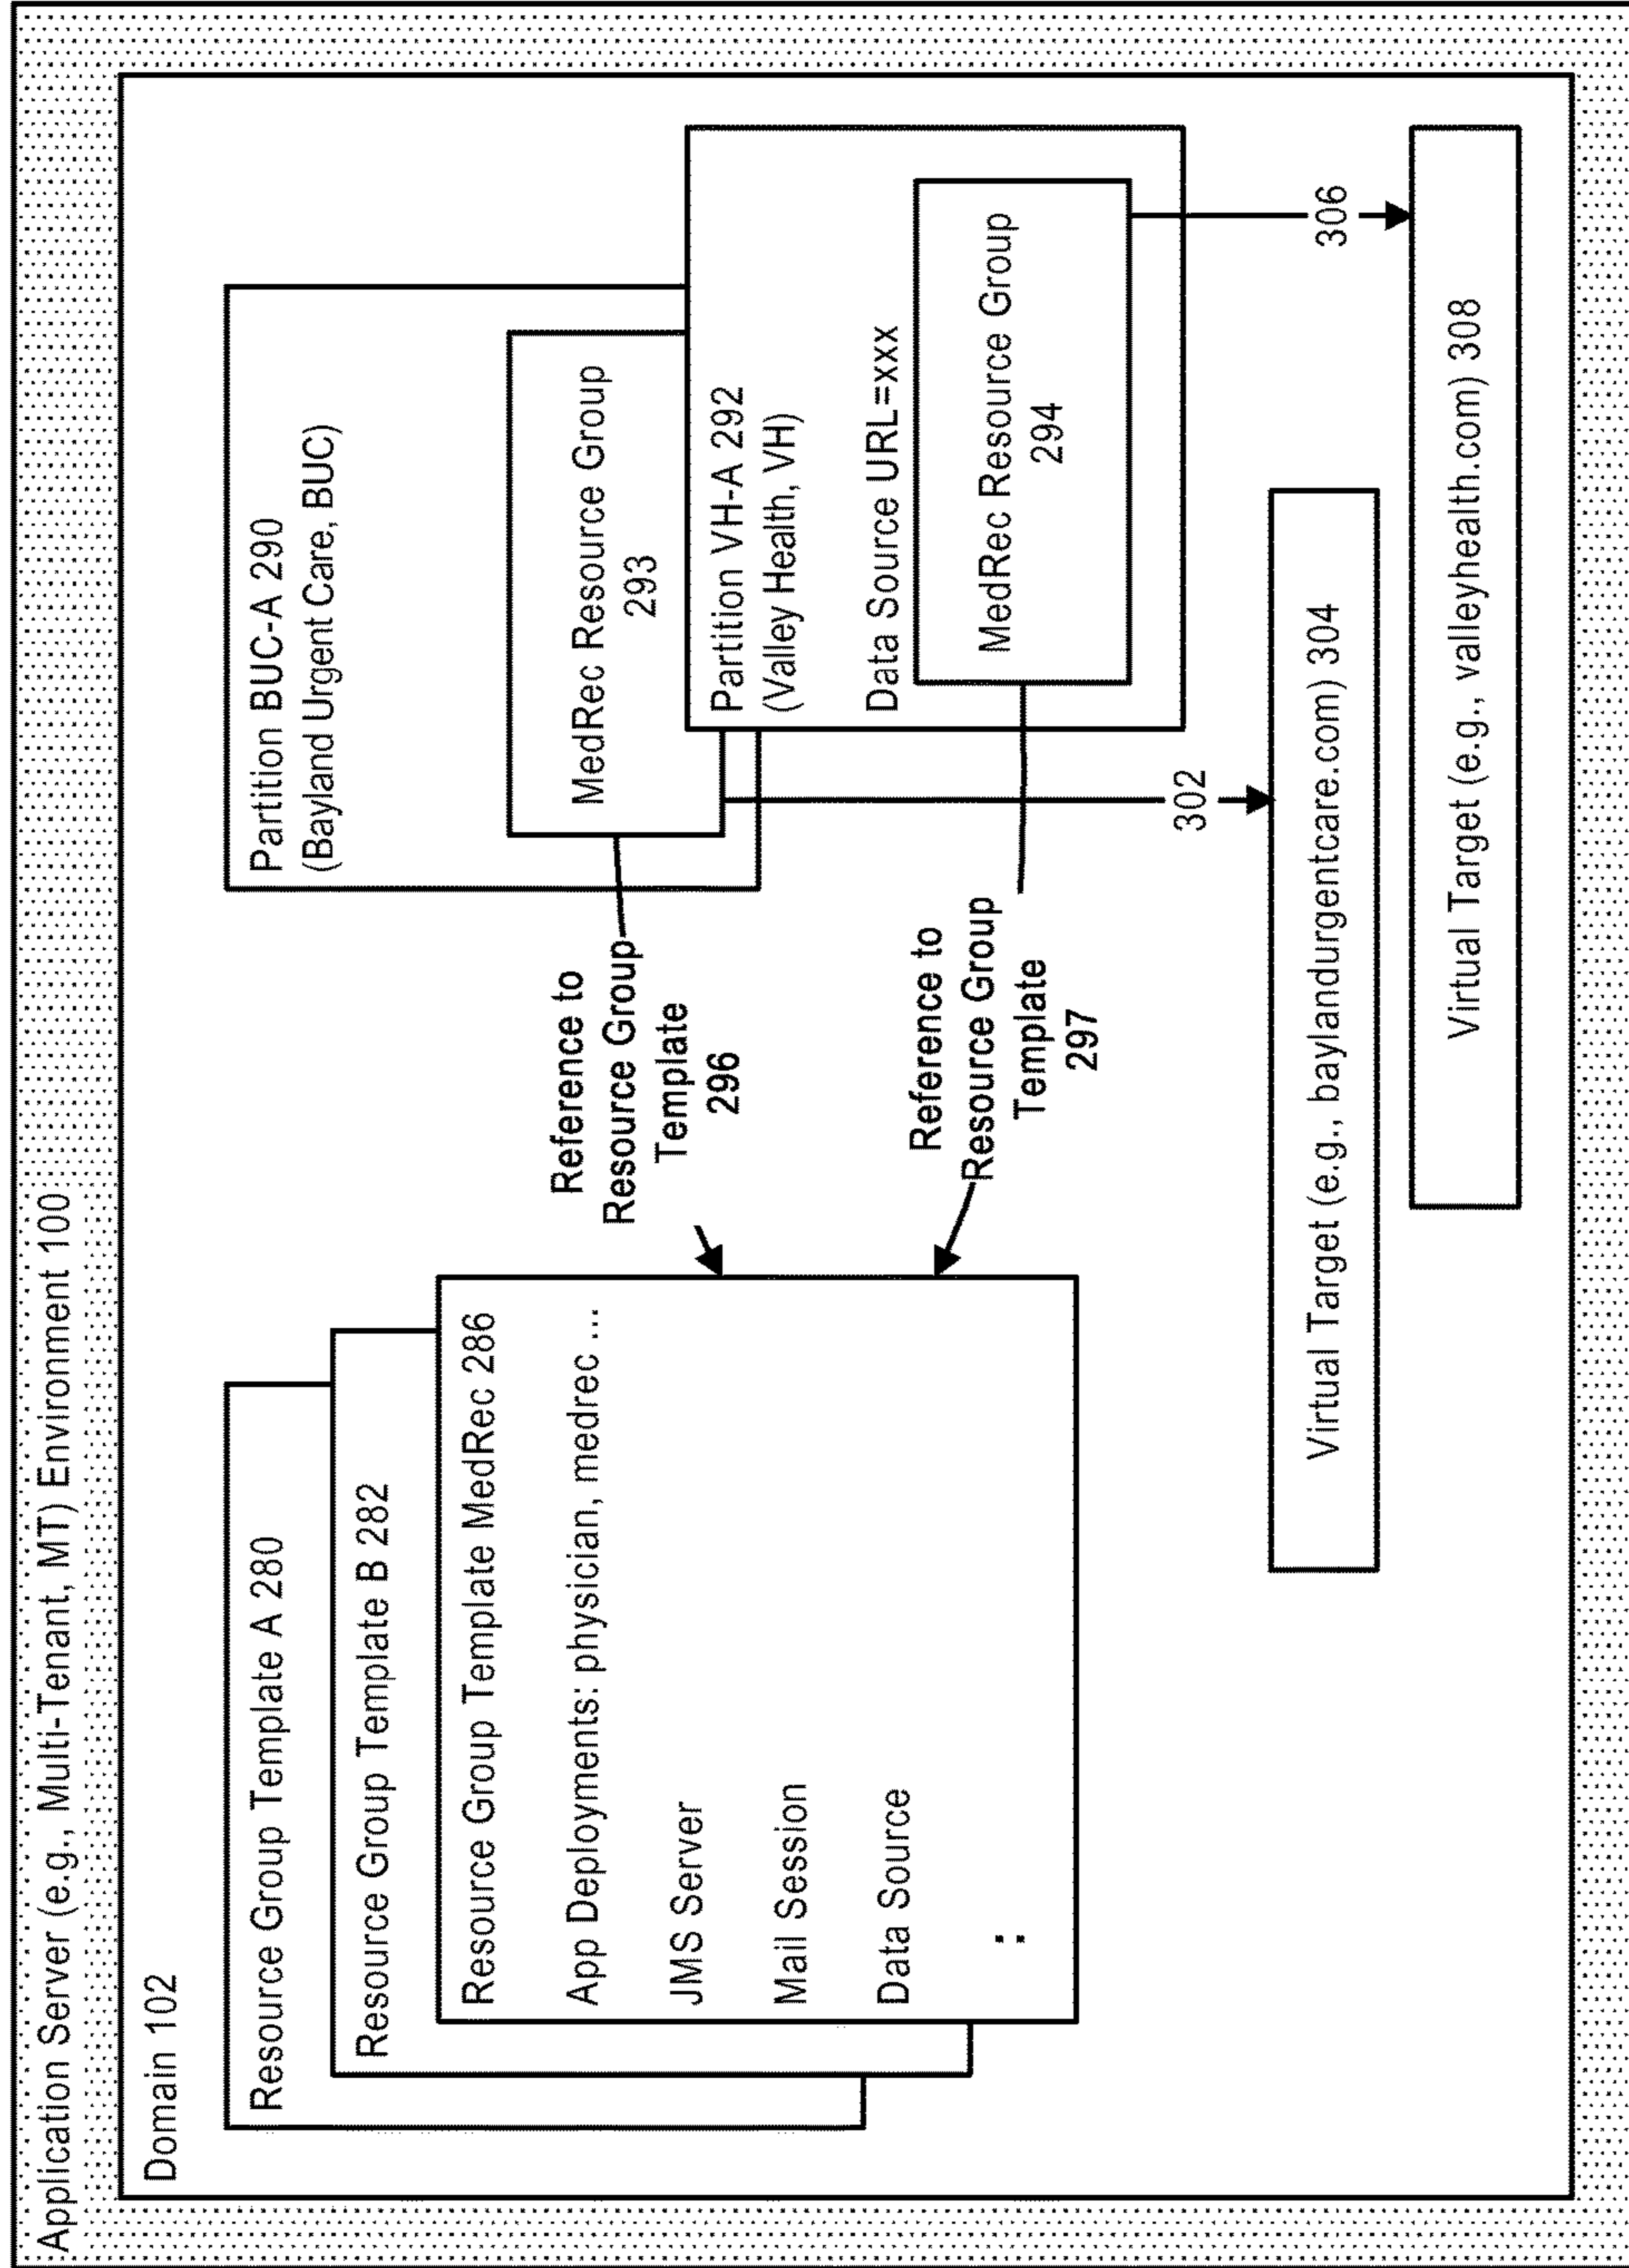 Application Server (e.g., Multi-Tenant, MT) Environment 100
Domain 102
Resource Group Template A 280
Resource Group Template B 282
Resource Group Template MedRec 286
App Deployments: physician, medrec ...
JMS Server
Mail Session
Data Source
..
Reference to
Resource Group
Template
296
Reference to
Resource Group
Template
297
Partition BUC-A 290
(Bayland Urgent Care, BUC)
MedRec Resource Group
293
Partition VH-A 292
(Valley Health, VH)
Data Source URL=xxx
MedRec Resource Group
294
302
306
Virtual Target (e.g., baylandurgentcare.com) 304
Virtual Target (e.g., valleyhealth.com) 308